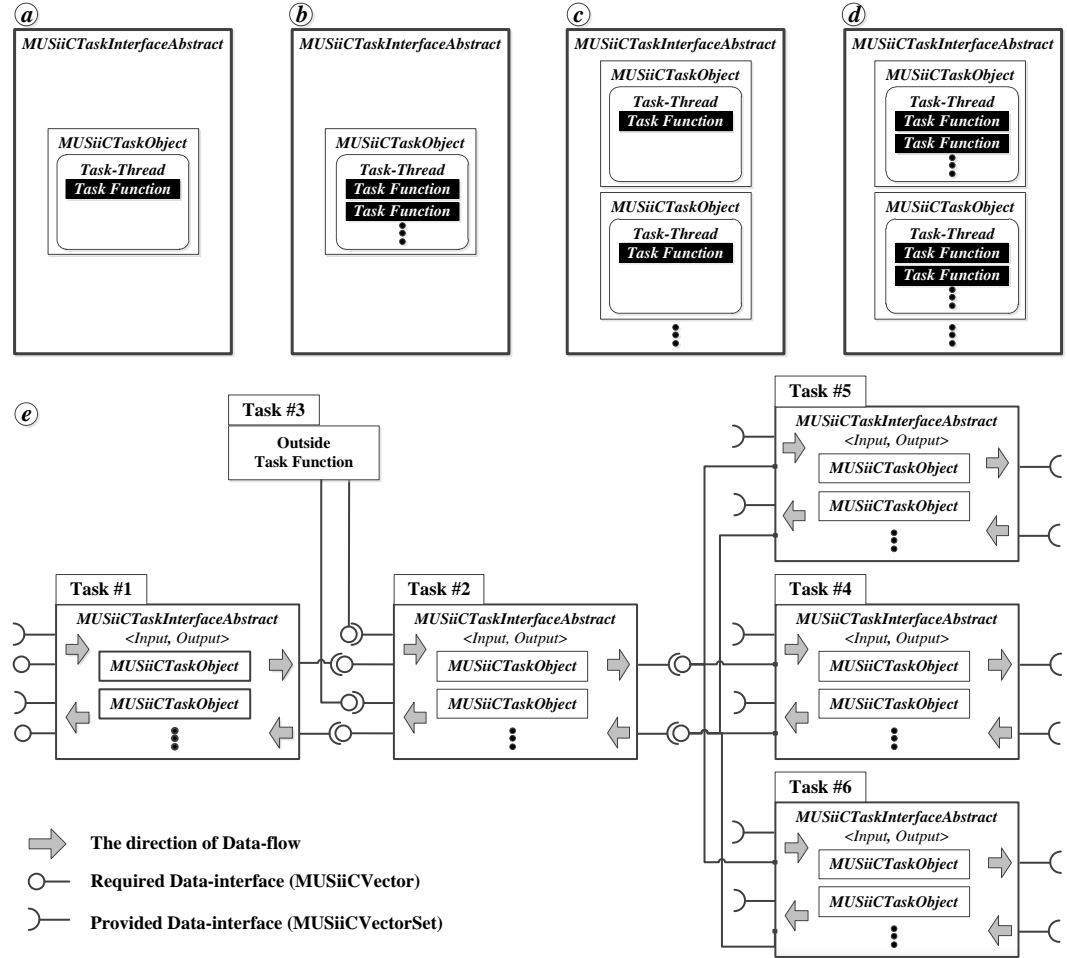 a
MUSiiCTaskInterfaceAbstract
MUSiiCTaskObject
Task-Thread
Task Function
b
MUSiiCTaskInterfaceAbstract
MUSiiCTaskObject
Task-Thread
Task Function
Task Function
c
MUSiiCTaskInterfaceAbstract
MUSiiCTaskObject
Task-Thread
Task Function
MUSiiCTaskObject
Task-Thread
Task Function
d
MUSiiCTaskInterfaceAbstract
MUSiiCTaskObject
Task-Thread
Task Function
Task Function
MUSiiCTaskObject
Task-Thread
Task Function
Task Function
e
Task #3
Outside
Task Function
Task #1
MUSiiCTaskInterfaceAbstract
<Input, Output>
MUSiiCTaskObject
MUSiiCTaskObject
Task #2
MUSiiCTaskInterfaceAbstract
<Input, Output>
MUSiiCTaskObject
MUSiiCTaskObject
Task #5
MUSiiCTaskInterfaceAbstract
<Input, Output>
MUSiiCTaskObject
MUSiiCTaskObject
Task #4
MUSiiCTaskInterfaceAbstract
<Input, Output>
MUSiiCTaskObject
MUSiiCTaskObject
Task #6
MUSiiCTaskInterfaceAbstract
<Input, Output>
MUSiiCTaskObject
MUSiiCTaskObject
The direction of Data-flow
Required Data-interface (MUSiiCVector)
Provided Data-interface (MUSiiCVectorSet)